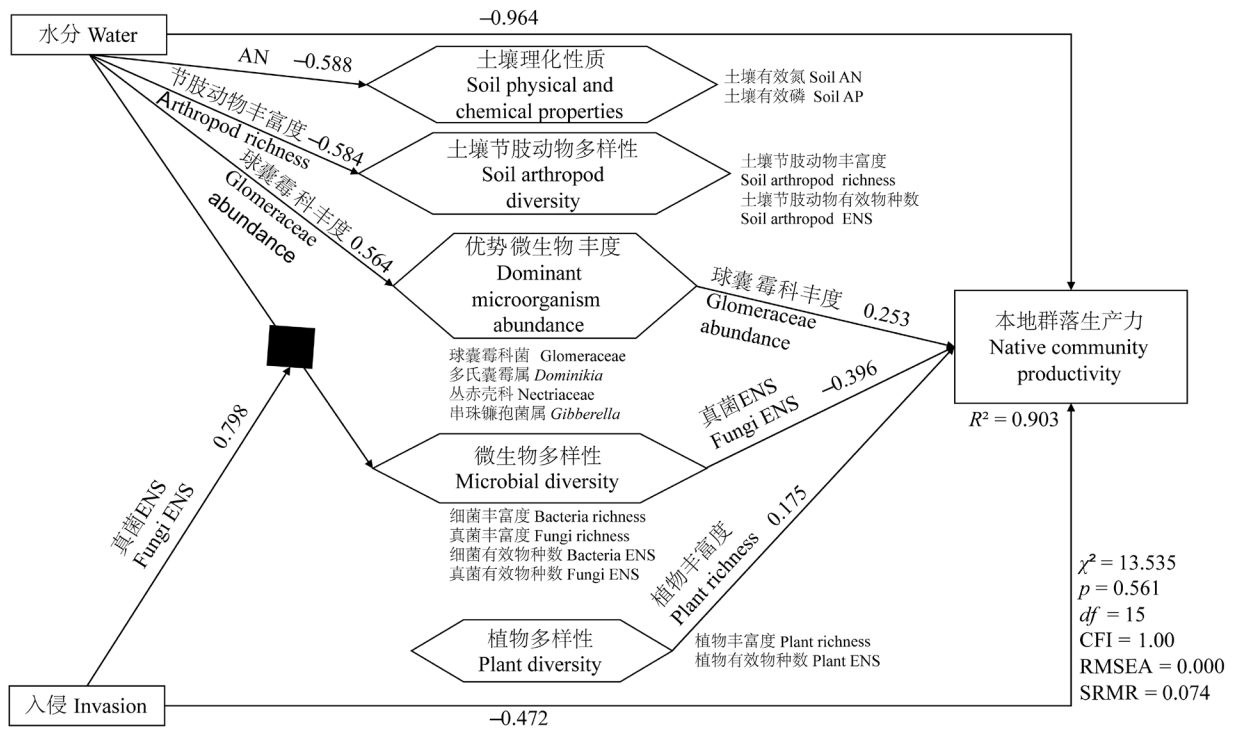 水分 Water
−0.964
AN −0.588
土壤理化性质
Soil physical and
chemical properties
土壤有效氮 Soil AN
土壤有效磷 Soil AP
节肢动物丰富度 −0.584
Arthropod richness
土壤节肢动物多样性
Soil arthropod
diversity
土壤节肢动物丰富度
Soil arthropod richness
土壤节肢动物有效物种数
Soil arthropod ENS
球囊霉科丰度 0.564
Glomeraceae
abundance
优势微生物丰度
Dominant
microorganism
abundance
球囊霉科菌 Glomeraceae
多氏囊霉属 Dominikia
丛赤壳科 Nectriaceae
串珠镰孢菌属 Gibberella
球囊霉科丰度 0.253
Glomeraceae
abundance
本地群落生产力
Native community
productivity
R² = 0.903
真菌ENS −0.396
Fungi ENS
微生物多样性
Microbial diversity
细菌丰富度 Bacteria richness
真菌丰富度 Fungi richness
细菌有效物种数 Bacteria ENS
真菌有效物种数 Fungi ENS
0.798
真菌ENS
Fungi ENS
植物丰富度 0.175
Plant richness
植物多样性
Plant diversity
植物丰富度 Plant richness
植物有效物种数 Plant ENS
χ² = 13.535
p = 0.561
df = 15
CFI = 1.00
RMSEA = 0.000
SRMR = 0.074
入侵 Invasion
−0.472